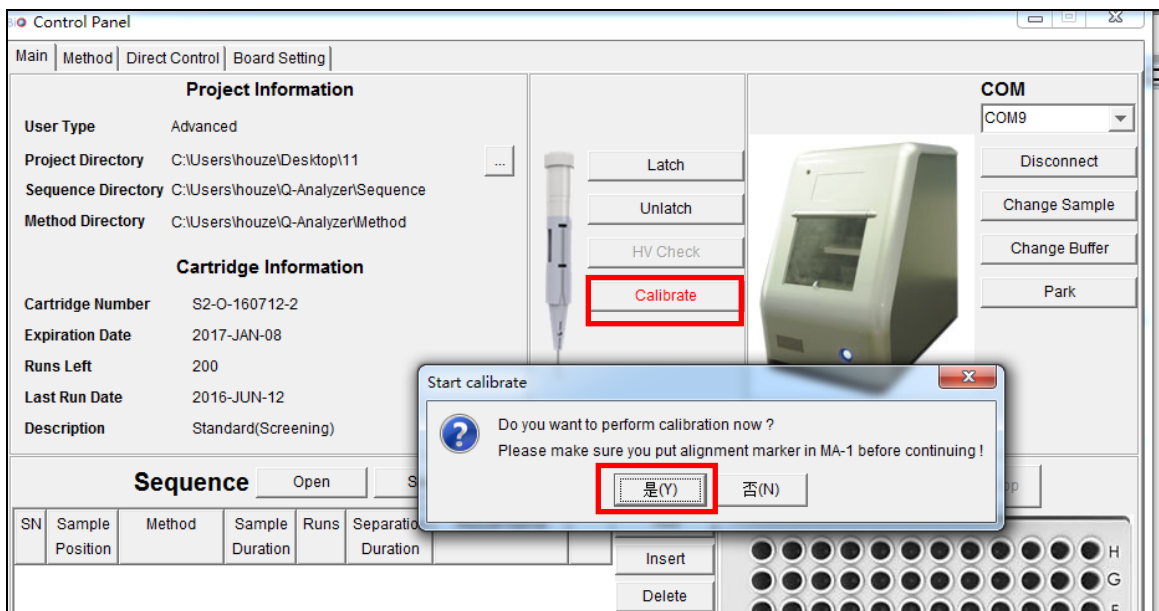 Control Panel
Main Method Direct Control Board Setting
Project Information
User Type Advanced
Project Directory C:\Users\houze\Desktop\11 ...
Sequence Directory C:\Users\houze\Q-Analyzer\Sequence
Method Directory C:\Users\houze\Q-Analyzer\Method
Cartridge Information
Cartridge Number S2-O-160712-2
Expiration Date 2017-JAN-08
Runs Left 200
Last Run Date 2016-JUN-12
Description Standard(Screening)
Latch
Unlatch
HV Check
Calibrate
COM
COM9
Disconnect
Change Sample
Change Buffer
Park
Start calibrate
Do you want to perform calibration now ?
Please make sure you put alignment marker in MA-1 before continuing !
是(Y) 否(N)
Sequence Open
SN Sample Position Method Sample Duration Runs Separation Duration
Insert
Delete
H
G